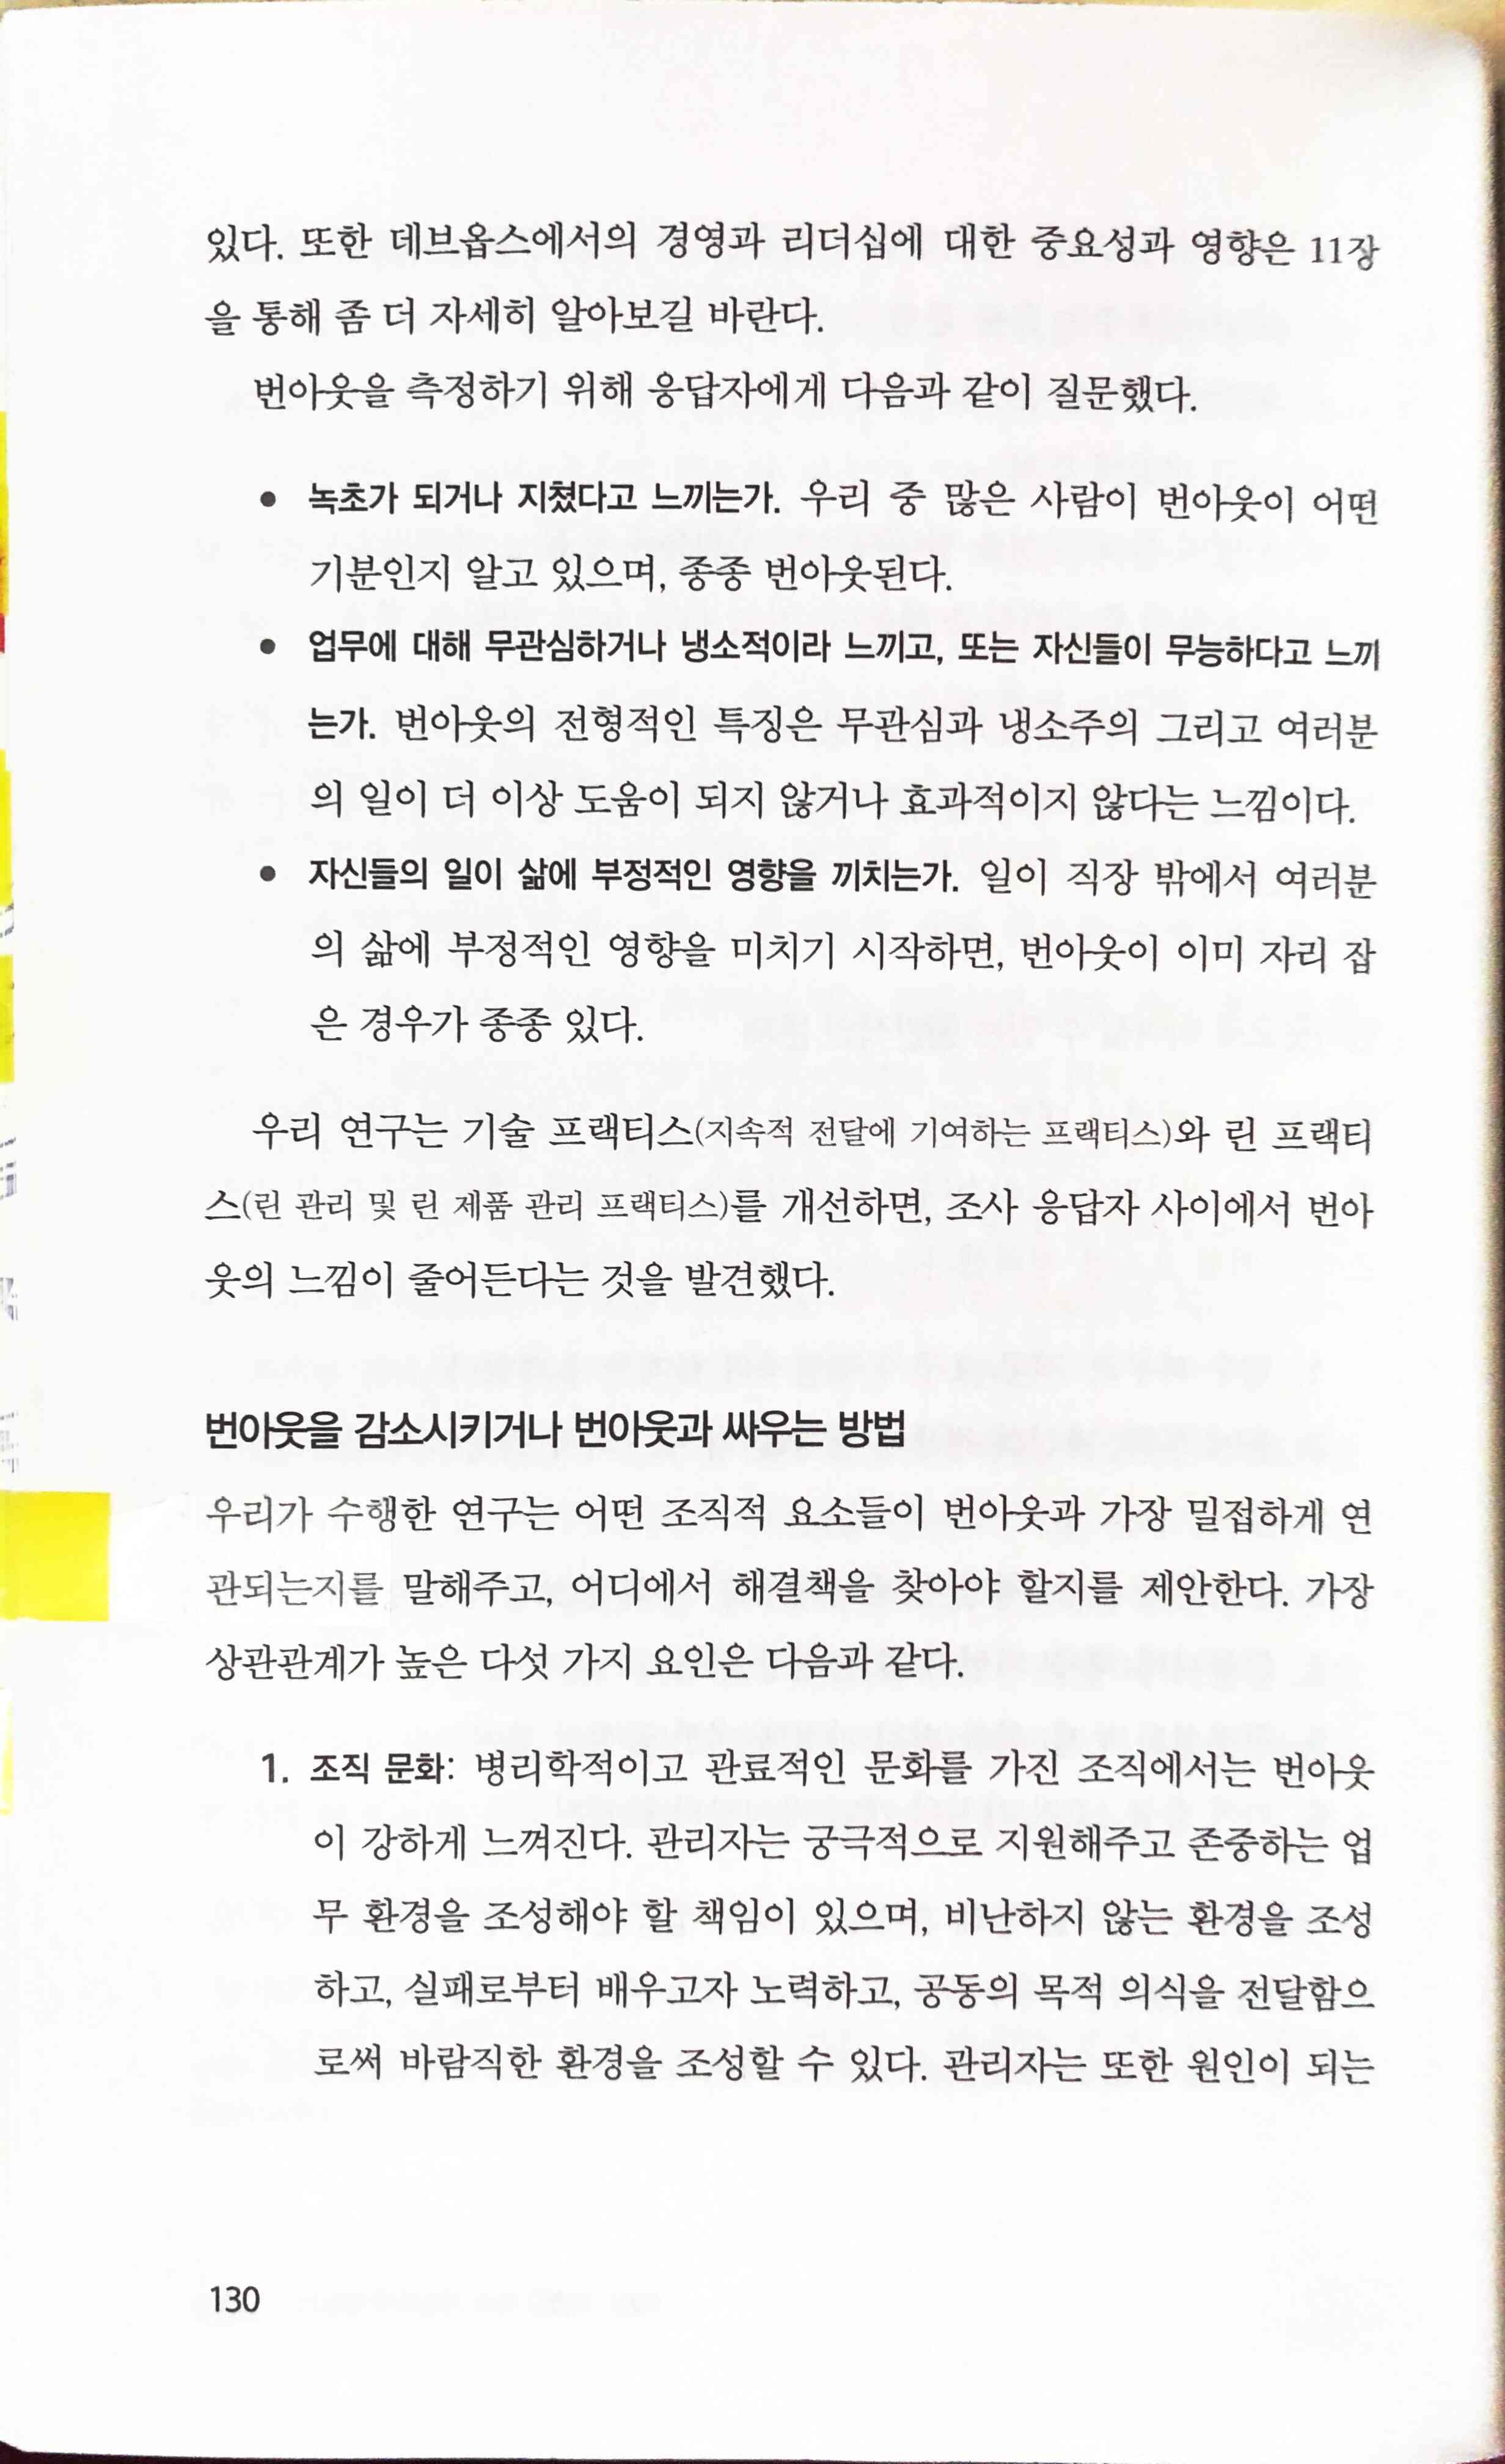 있다. 또한 데브옵스에서의 경영과 리더십에 대한 중요성과 영향은 11장
을 통해 좀 더 자세히 알아보길 바란다.
번아웃을 측정하기 위해 응답자에게 다음과 같이 질문했다.
• 녹초가 되거나 지쳤다고 느끼는가. 우리 중 많은 사람이 번아웃이 어떤
기분인지 알고 있으며, 종종 번아웃된다.
• 업무에 대해 무관심하거나 냉소적이라 느끼고, 또는 자신들이 무능하다고 느끼
는가. 번아웃의 전형적인 특징은 무관심과 냉소주의 그리고 여러분
의 일이 더 이상 도움이 되지 않거나 효과적이지 않다는 느낌이다.
• 자신들의 일이 삶에 부정적인 영향을 끼치는가. 일이 직장 밖에서 여러분
의 삶에 부정적인 영향을 미치기 시작하면, 번아웃이 이미 자리 잡
은 경우가 종종 있다.
우리 연구는 기술 프랙티스(지속적 전달에 기여하는 프랙티스)와 린 프랙티
스(린 관리 및 린 제품 관리 프랙티스)를 개선하면, 조사 응답자 사이에서 번아
웃의 느낌이 줄어든다는 것을 발견했다.
번아웃을 감소시키거나 번아웃과 싸우는 방법
우리가 수행한 연구는 어떤 조직적 요소들이 번아웃과 가장 밀접하게 연
관되는지를 말해주고, 어디에서 해결책을 찾아야 할지를 제안한다. 가장
상관관계가 높은 다섯 가지 요인은 다음과 같다.
1. 조직 문화: 병리학적이고 관료적인 문화를 가진 조직에서는 번아웃
이 강하게 느껴진다. 관리자는 궁극적으로 지원해주고 존중하는 업
무 환경을 조성해야 할 책임이 있으며, 비난하지 않는 환경을 조성
하고, 실패로부터 배우고자 노력하고, 공동의 목적 의식을 전달함으
로써 바람직한 환경을 조성할 수 있다. 관리자는 또한 원인이 되는
130